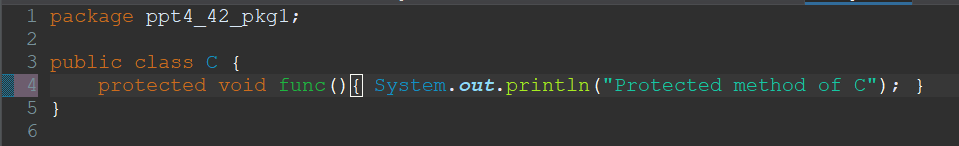 1 package ppt4_42_pkg1;
2
3 public class C {
4 protected void func(){ System.out.println("Protected method of C"); }
5 }
6